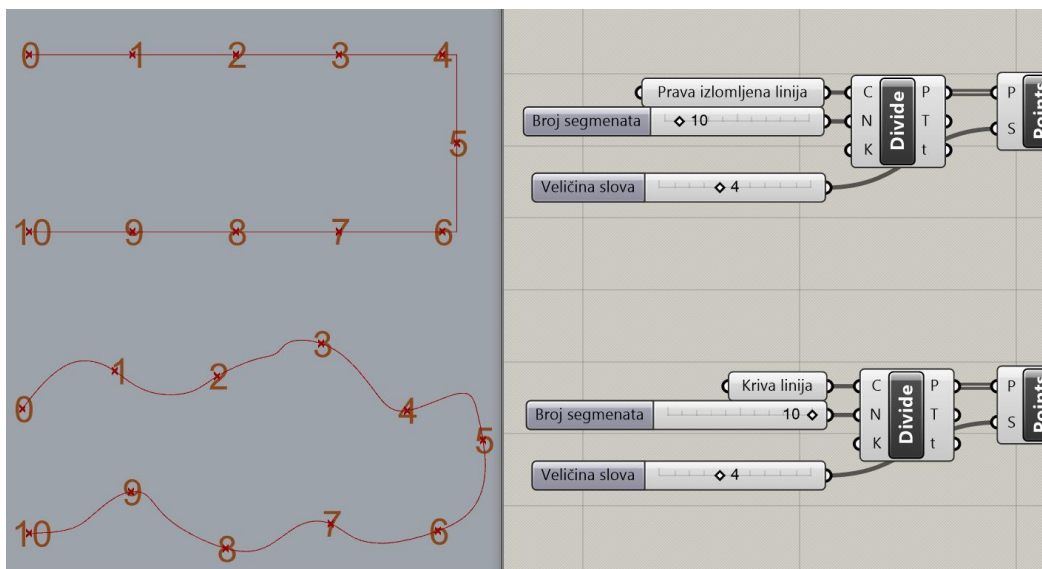 0 1 2 3 4
5
10 9 8 7 6
3
1 2
0 4
5
9
10 8 7 6
Prava izlomljena linija
Broj segmenata 10
Veličina slova 4
C P
N Divide T
K t
P
S Points
Kriva linija
Broj segmenata 10
Veličina slova 4
C P
N Divide T
K t
P
S Points